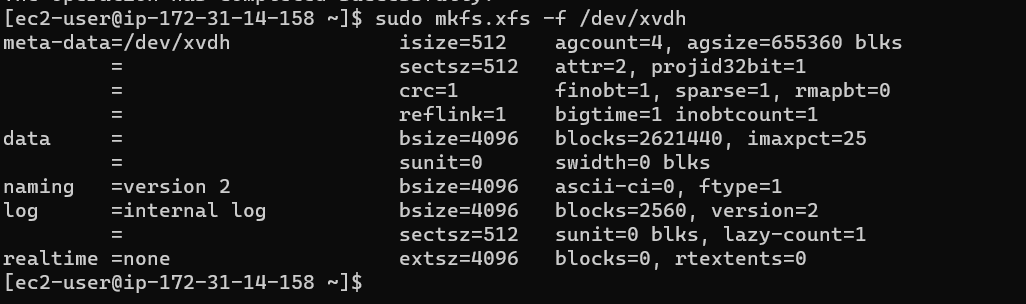 The operation has completed successfully.
[ec2-user@ip-172-31-14-158 ~]$ sudo mkfs.xfs -f /dev/xvdh
meta-data=/dev/xvdh              isize=512    agcount=4, agsize=655360 blks
         =                       sectsz=512   attr=2, projid32bit=1
         =                       crc=1        finobt=1, sparse=1, rmapbt=0
         =                       reflink=1    bigtime=1 inobtcount=1
data     =                       bsize=4096   blocks=2621440, imaxpct=25
         =                       sunit=0      swidth=0 blks
naming   =version 2              bsize=4096   ascii-ci=0, ftype=1
log      =internal log           bsize=4096   blocks=2560, version=2
         =                       sectsz=512   sunit=0 blks, lazy-count=1
realtime =none                   extsz=4096   blocks=0, rtextents=0
[ec2-user@ip-172-31-14-158 ~]$